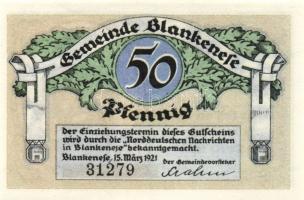 Gemeinde Blankenese
50
Pfennig
Der Einziehungstermin dieses Gutscheins
wird durch die „Norddeutschen Nachrichten
in Blankenese" bekanntgemacht.
Blankenese, 15. März 1921
Der Gemeindevorsteher
31279